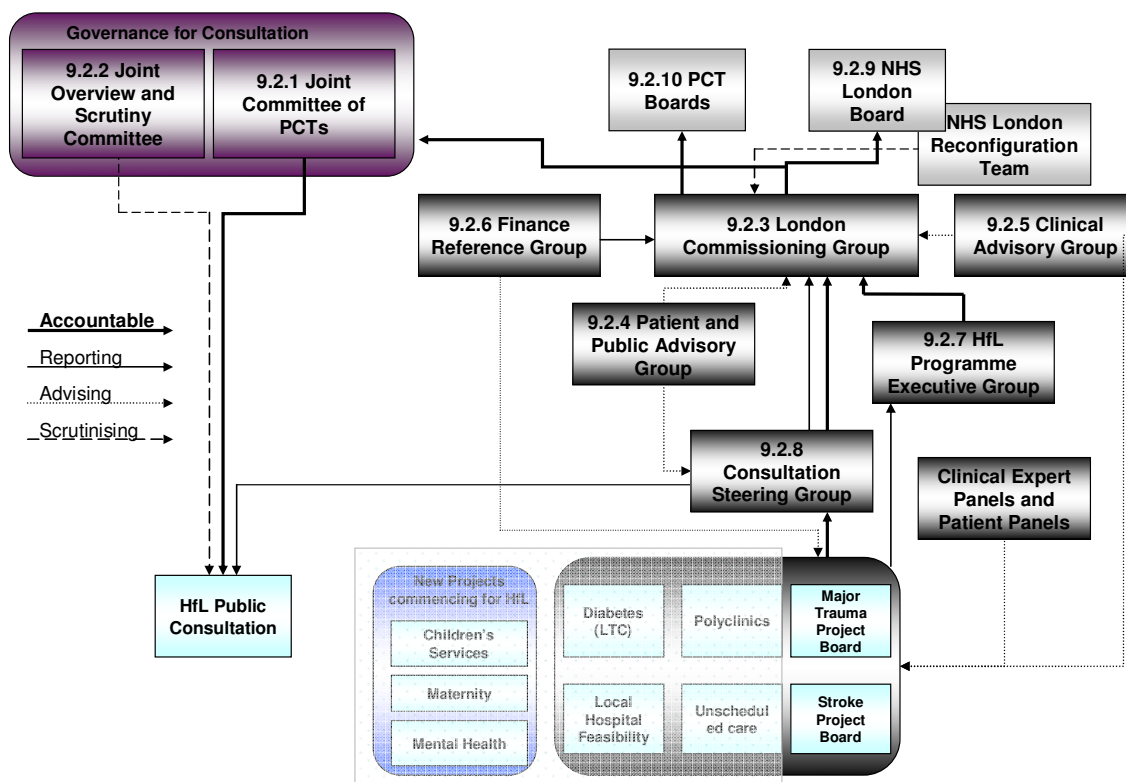 Governance for Consultation
9.2.2 Joint
Overview and
Scrutiny
Committee
9.2.1 Joint
Committee of
PCTs
9.2.10 PCT
Boards
9.2.9 NHS
London
Board
NHS London
Reconfiguration
Team
9.2.6 Finance
Reference Group
9.2.3 London
Commissioning Group
9.2.5 Clinical
Advisory Group
Accountable
Reporting
Advising
Scrutinising
9.2.4 Patient and
Public Advisory
Group
9.2.7 HfL
Programme
Executive Group
9.2.8
Consultation
Steering Group
Clinical Expert
Panels and
Patient Panels
HfL Public
Consultation
New Projects
commencing for HfL
Children's
Services
Maternity
Mental Health
Diabetes
(LTC)
Polyclinics
Major
Trauma
Project
Board
Local
Hospital
Feasibility
Unschedul
ed care
Stroke
Project
Board